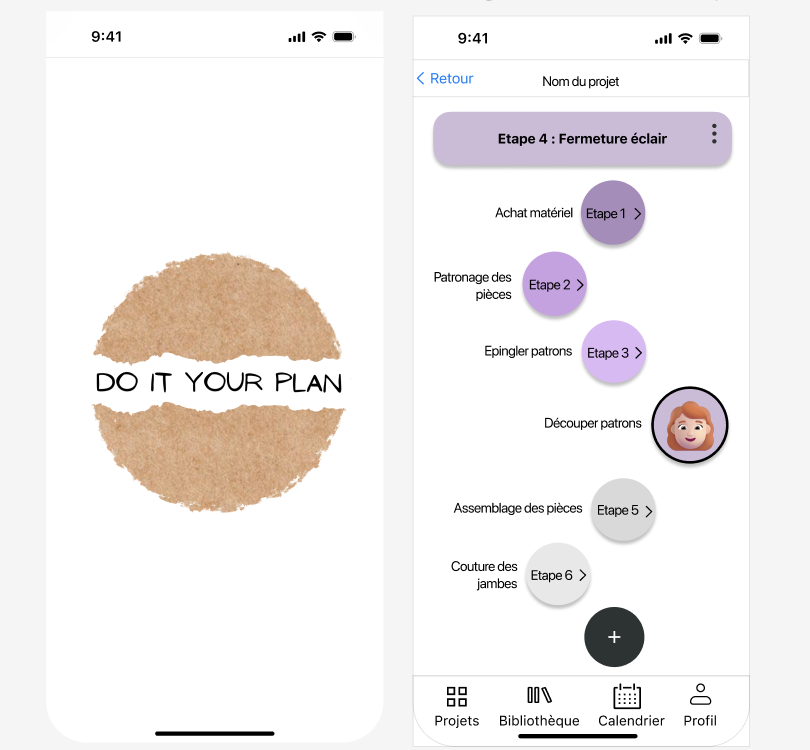 9:41
DO IT YOUR PLAN
9:41
Retour
Nom du projet
Etape 4 : Fermeture éclair
Achat matériel
Etape 1
Patronage des
pièces
Etape 2
Epingler patrons
Etape 3
Découper patrons
Assemblage des pièces
Etape 5
Couture des
jambes
Etape 6
+
Projets
Bibliothèque
Calendrier
Profil